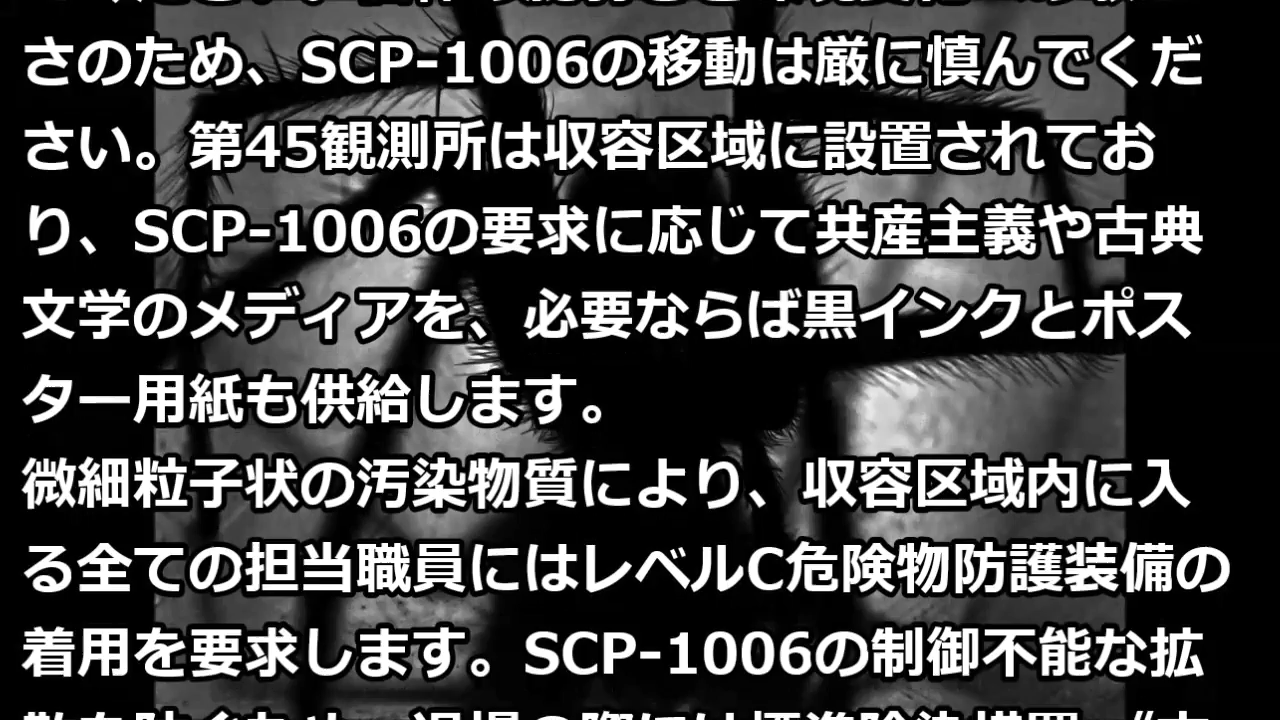 さのため、SCP-1006の移動は厳に慎んでくだ
さい。第45観測所は収容区域に設置されてお
り、SCP-1006の要求に応じて共産主義や古典
文学のメディアを、必要ならば黒インクとポス
ター用紙も供給します。
微細粒子状の汚染物質により、収容区域内に入
る全ての担当職員にはレベルC危険物防護装備の
着用を要求します。SCP-1006の制御不能な拡